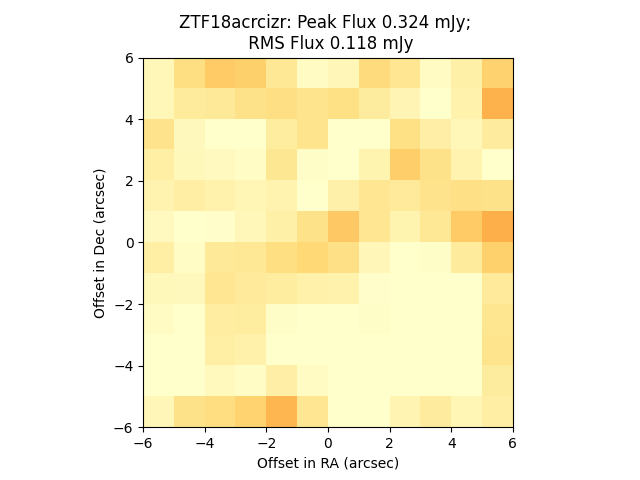 ZTF18acrcizr: Peak Flux 0.324 mJy;
RMS Flux 0.118 mJy
6
4
2
0
−2
−4
−6
Offset in Dec (arcsec)
−6 −4 −2 0 2 4 6
Offset in RA (arcsec)